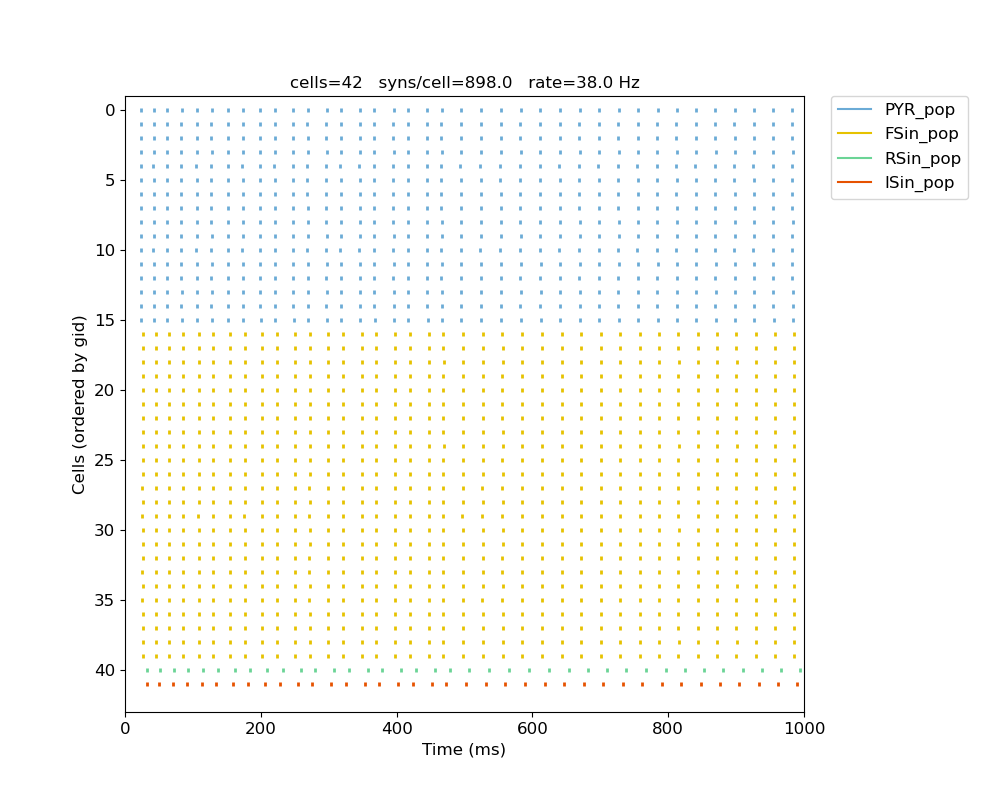 cells=42   syns/cell=898.0   rate=38.0 Hz
PYR_pop
FSin_pop
RSin_pop
ISin_pop
Cells (ordered by gid)
0
5
10
15
20
25
30
35
40
0 200 400 600 800 1000
Time (ms)